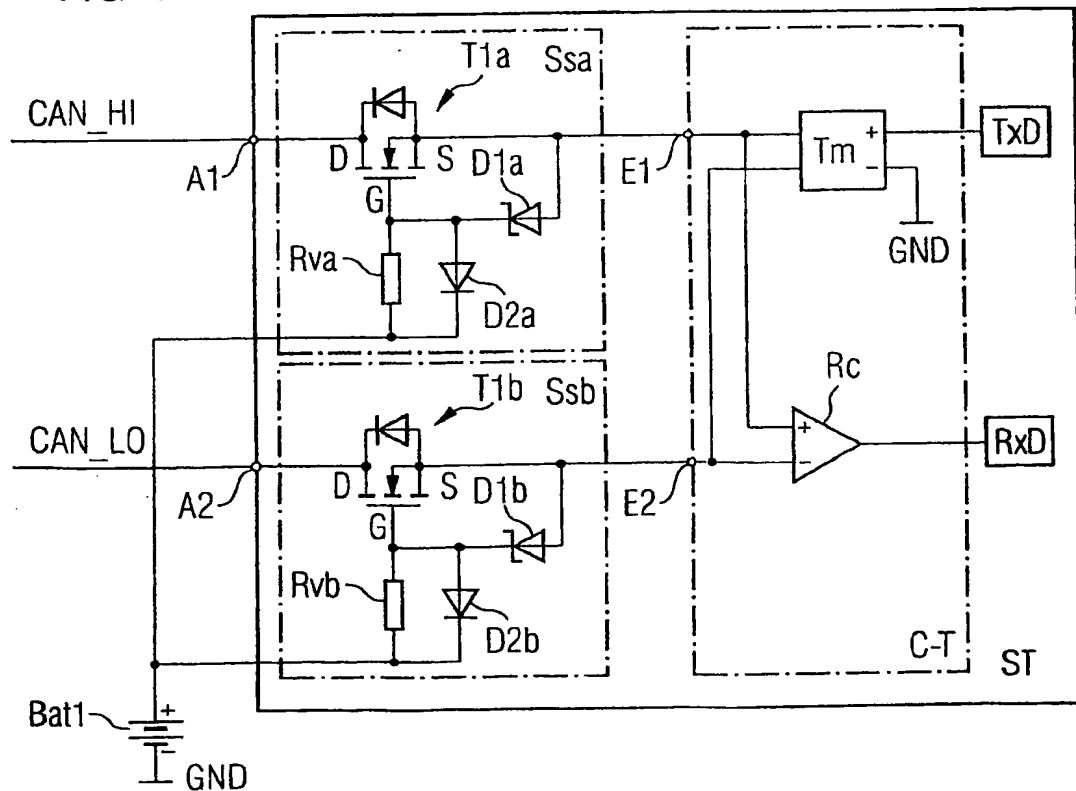 T1a
Ssa
CAN_HI
A1
D
S
G
D1a
E1
Tm
+
-
TxD
GND
Rva
D2a
T1b
Ssb
CAN_LO
A2
D
S
G
D1b
E2
Rc
+
-
RxD
Rvb
D2b
C-T
ST
Bat1
+
-
GND